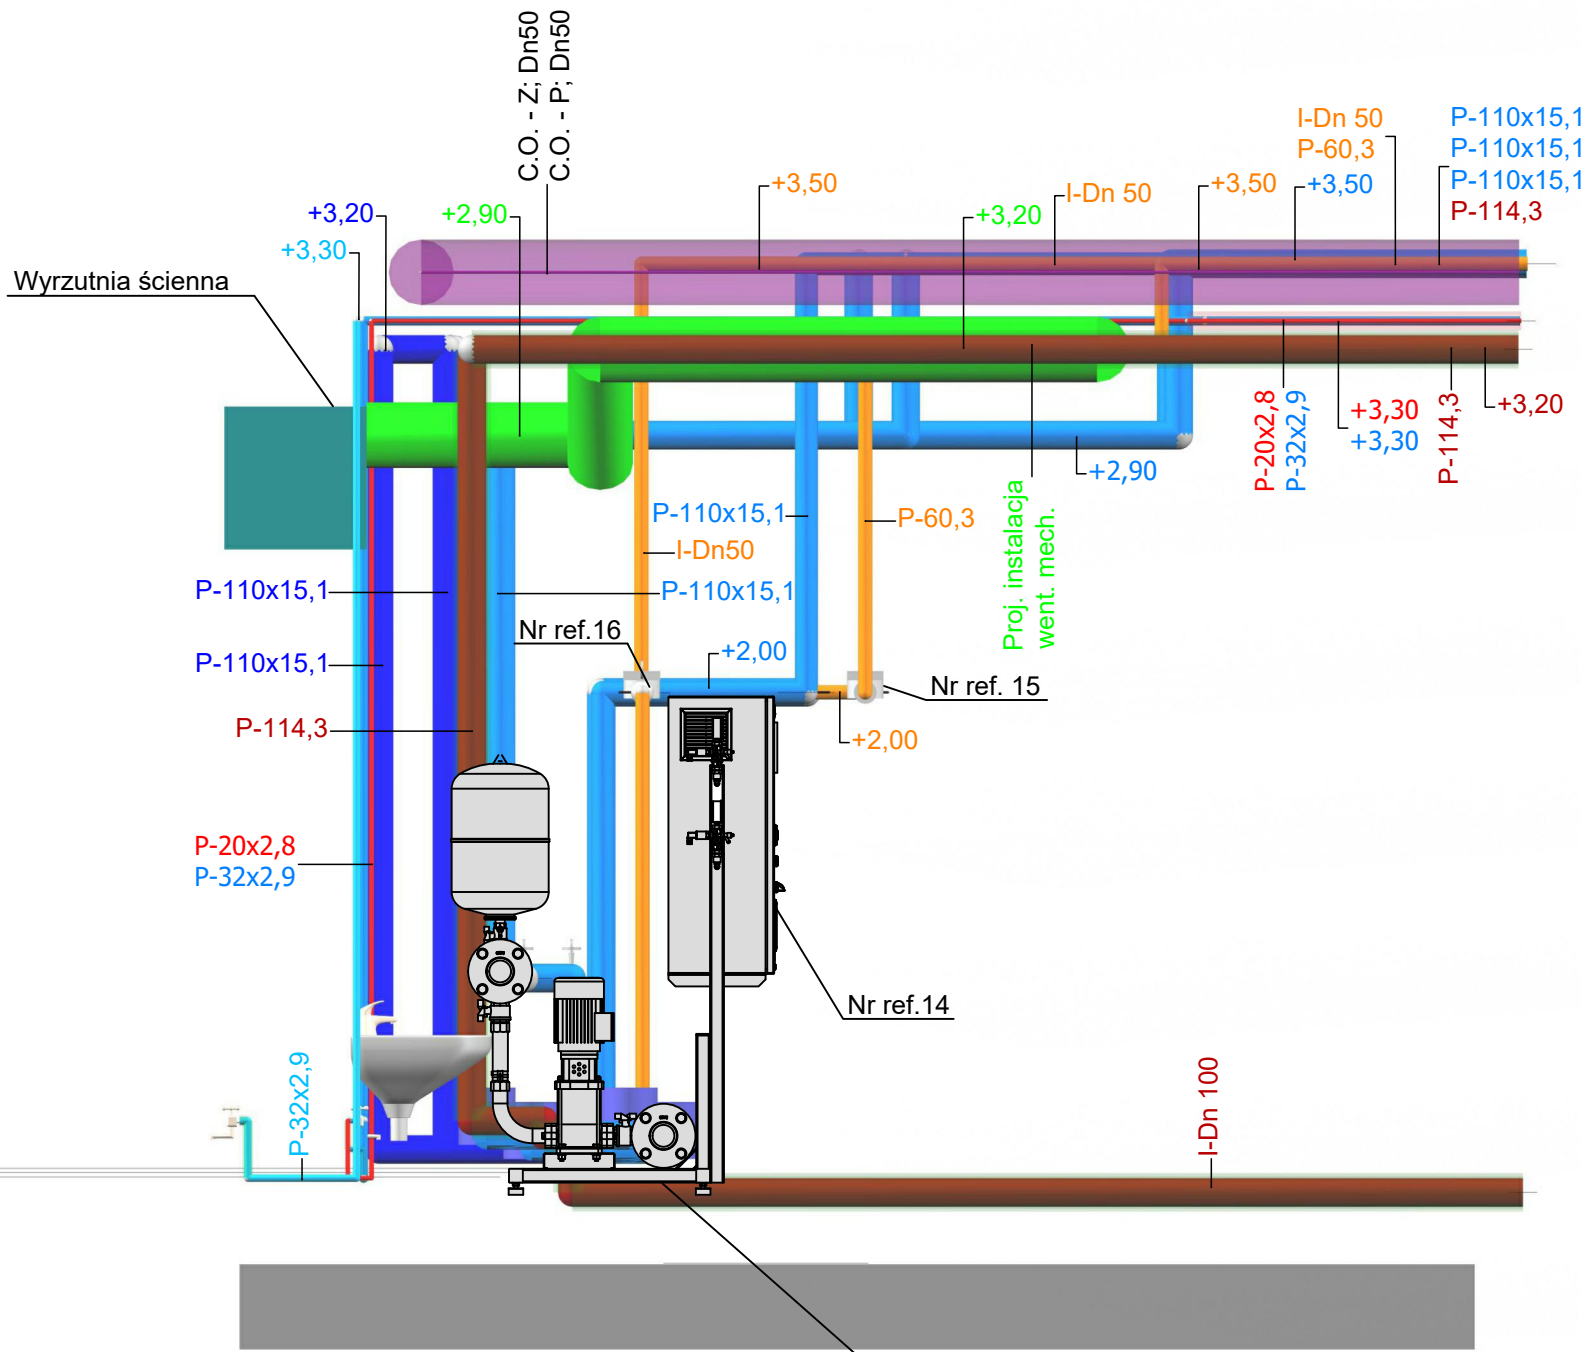 C.O. - Z; Dn50
C.O. - P; Dn50
I-Dn 50
P-60,3
P-110x15,1
P-110x15,1
P-110x15,1
P-114,3
+3,50
I-Dn 50
+3,50
+3,50
+3,20
+2,90
+3,20
+3,30
Wyrzutnia ścienna
P-20x2,8
P-32x2,9
+3,30
+3,30
P-114,3
+3,20
+2,90
Proj. instalacja
went. mech.
P-110x15,1
P-60,3
I-Dn50
P-110x15,1
P-110x15,1
Nr ref.16
+2,00
P-110x15,1
Nr ref. 15
P-114,3
+2,00
P-20x2,8
P-32x2,9
Nr ref.14
P-32x2,9
I-Dn 100